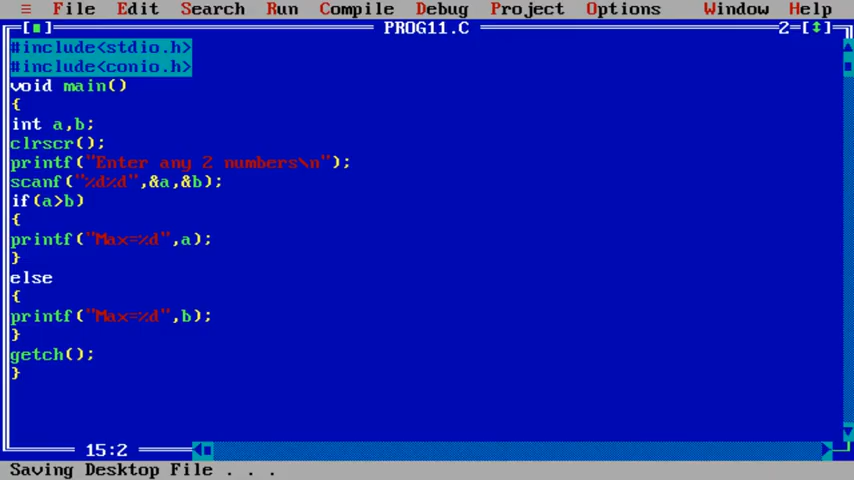 ≡ File Edit Search Run Compile Debug Project Options Window Help
[■] PROG11.C 2=[↕]
#include<stdio.h>
#include<conio.h>
void main()
{
int a,b;
clrscr();
printf("Enter any 2 numbers\n");
scanf("%d%d",&a,&b);
if(a>b)
{
printf("Max=%d",a);
}
else
{
printf("Max=%d",b);
}
getch();
}
15:2
Saving Desktop File . . .